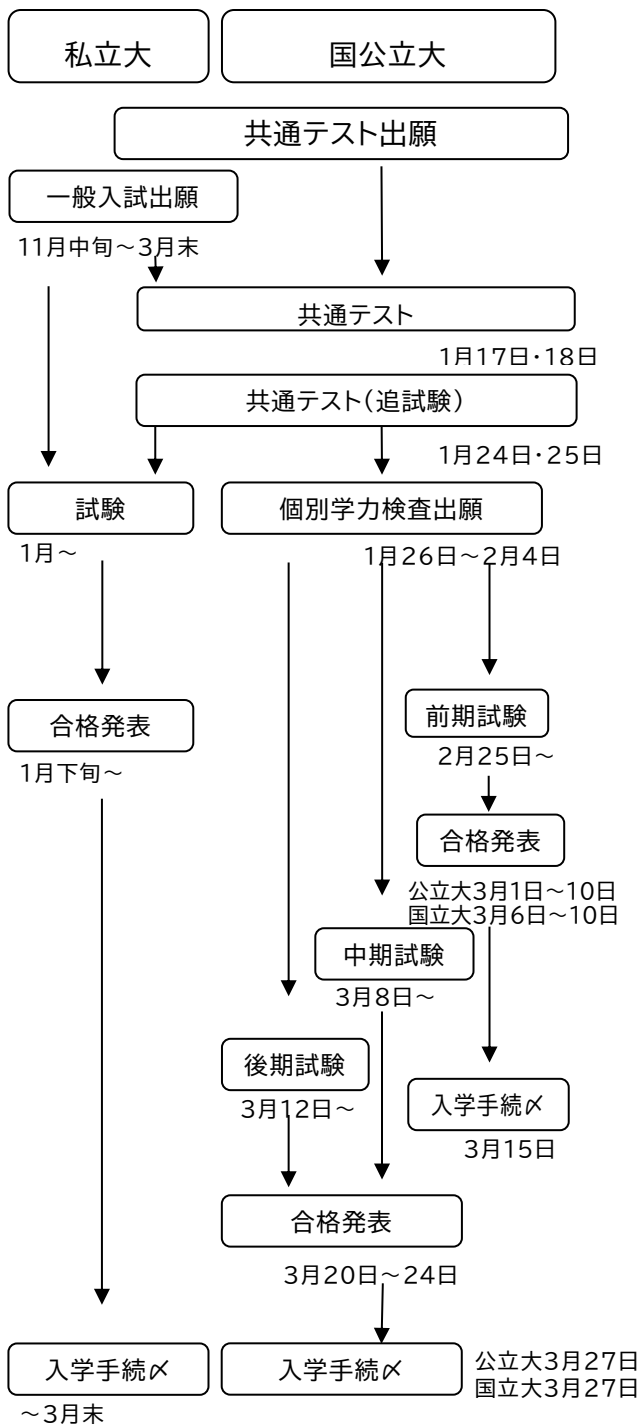 私立大
国公立大
共通テスト出願
一般入試出願
11月中旬～3月末
共通テスト
1月17日・18日
共通テスト（追試験）
1月24日・25日
試験
個別学力検査出願
1月～
1月26日～2月4日
前期試験
合格発表
2月25日～
1月下旬～
合格発表
公立大3月1日～10日
国立大3月6日～10日
中期試験
3月8日～
後期試験
3月12日～
入学手続〆
3月15日
合格発表
3月20日～24日
入学手続〆
入学手続〆
公立大3月27日
国立大3月27日
～3月末